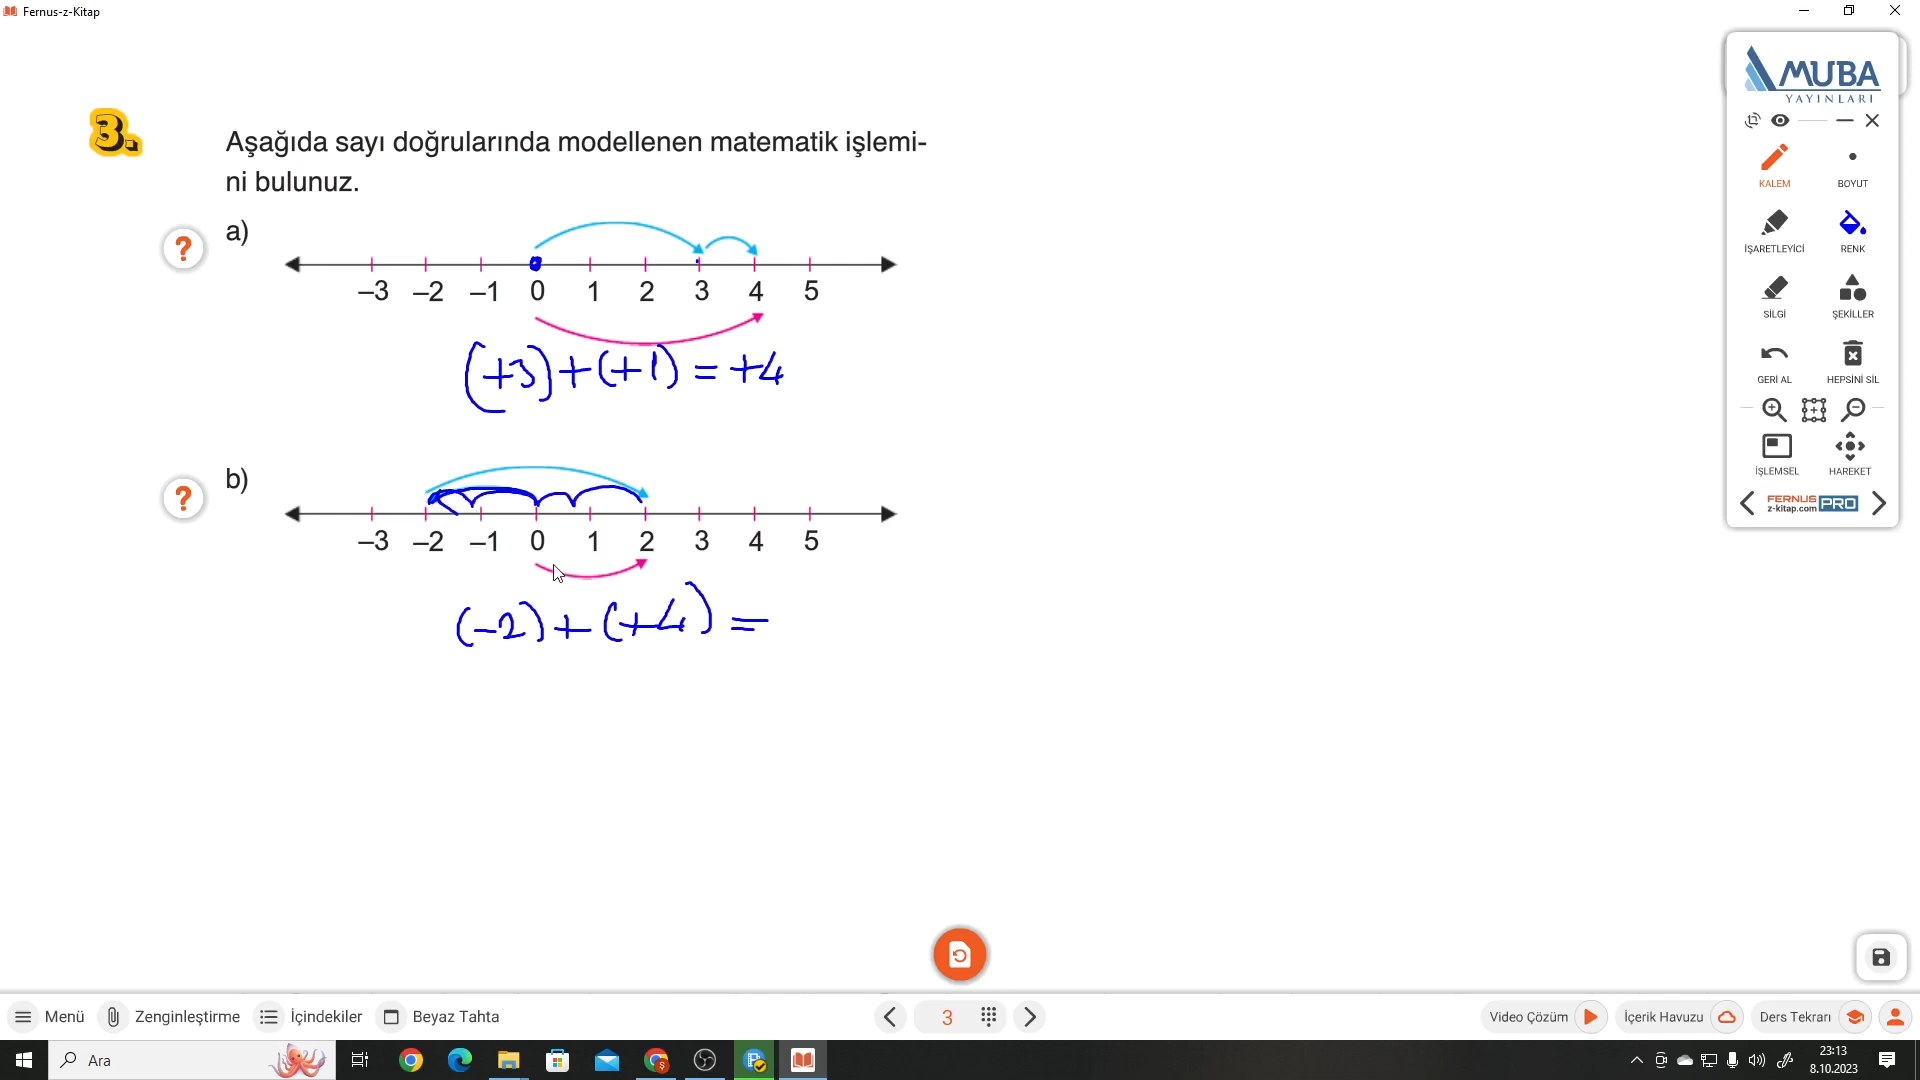 Fernus-z-Kitap
MUBA
YAYINLARI
3.
Aşağıda sayı doğrularında modellenen matematik işlemi-
ni bulunuz.
? a)
–3 –2 –1 0 1 2 3 4 5
(+3)+(+1)=+4
? b)
–3 –2 –1 0 1 2 3 4 5
(-2)+(+4)=
KALEM BOYUT
İŞARETLEYİCİ RENK
SİLGİ ŞEKİLLER
GERİ AL HEPSİNİ SİL
İŞLEMSEL HAREKET
FERNUS PRO
z-kitap.com
Menü Zenginleştirme İçindekiler Beyaz Tahta 3 Video Çözüm İçerik Havuzu Ders Tekrarı
Ara 23:13
8.10.2023